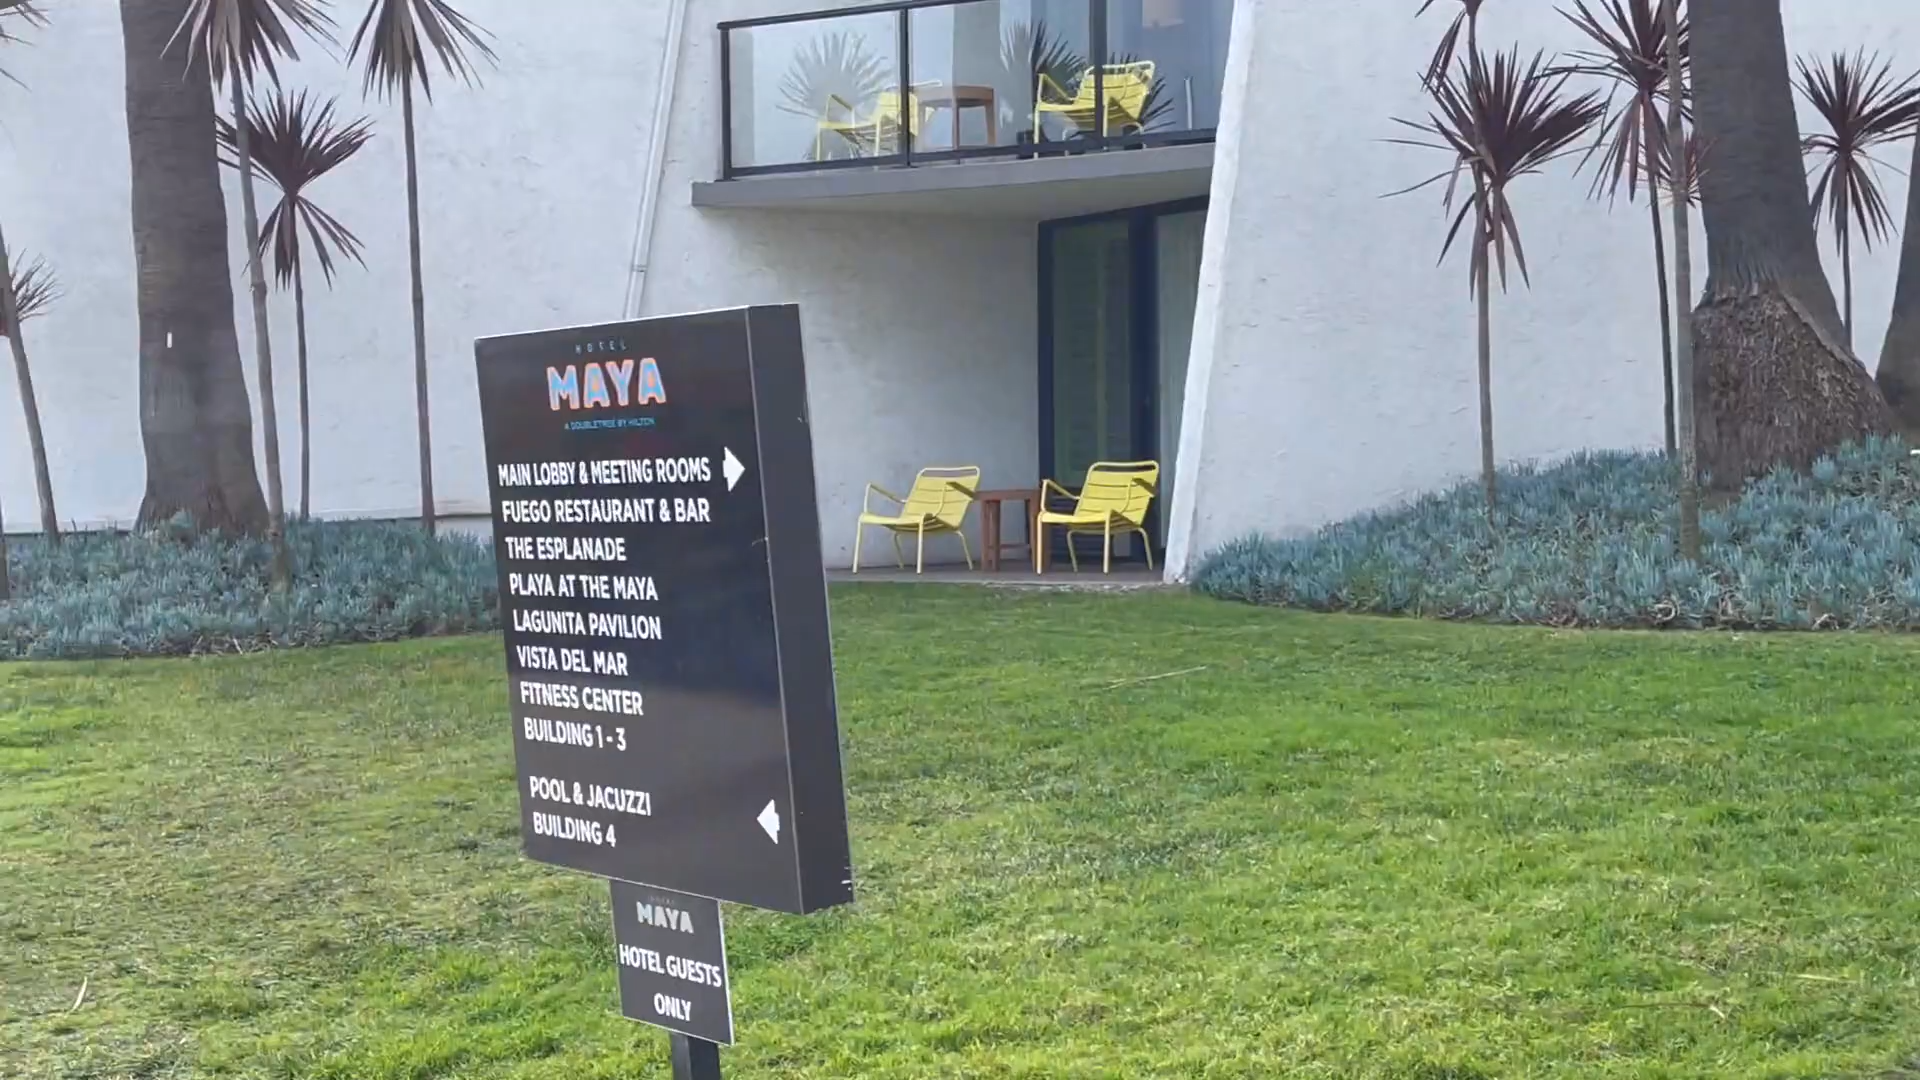 HOTEL
MAYA
A DOUBLETREE BY HILTON
MAIN LOBBY & MEETING ROOMS
FUEGO RESTAURANT & BAR
THE ESPLANADE
PLAYA AT THE MAYA
LAGUNITA PAVILION
VISTA DEL MAR
FITNESS CENTER
BUILDING 1 - 3
POOL & JACUZZI
BUILDING 4
HOTEL
MAYA
HOTEL GUESTS
ONLY